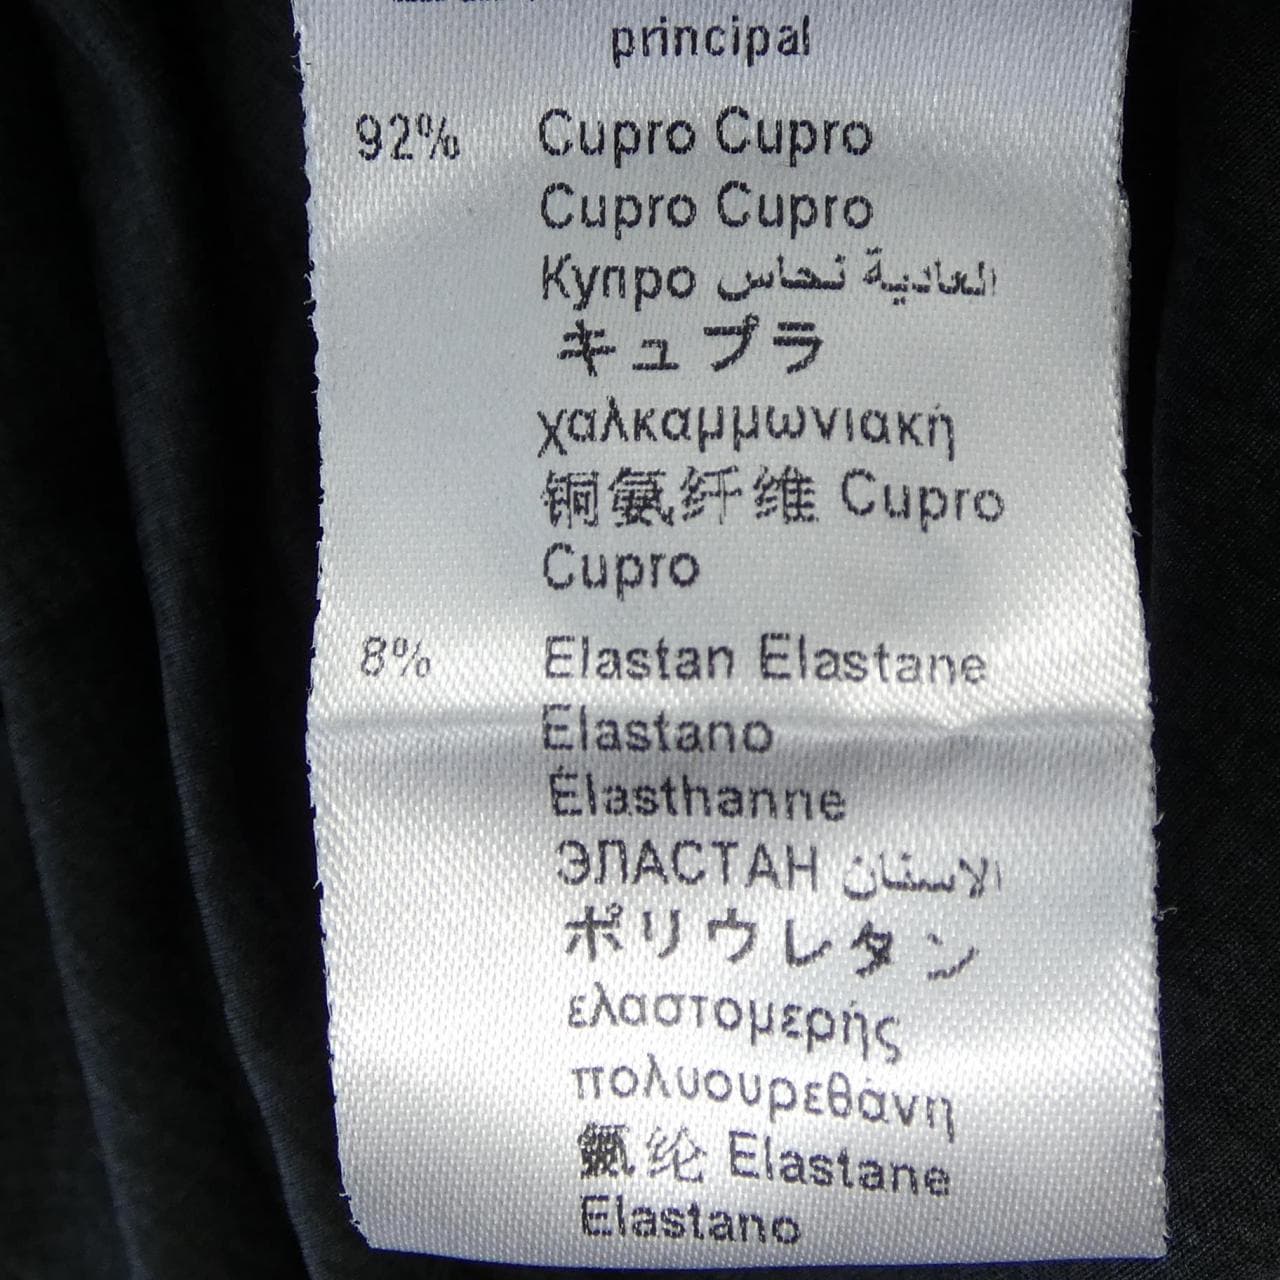 principal
92% Cupro Cupro
Cupro Cupro
Купро العادية نحاس
キュプラ
χαλκαμμωνιακή
铜氨纤维 Cupro
Cupro
8% Elastan Elastane
Elastano
Élasthanne
ЭЛАСТАН الاستان
ポリウレタン
ελαστομερής
πολυουρεθάνη
氨纶 Elastane
Elastano